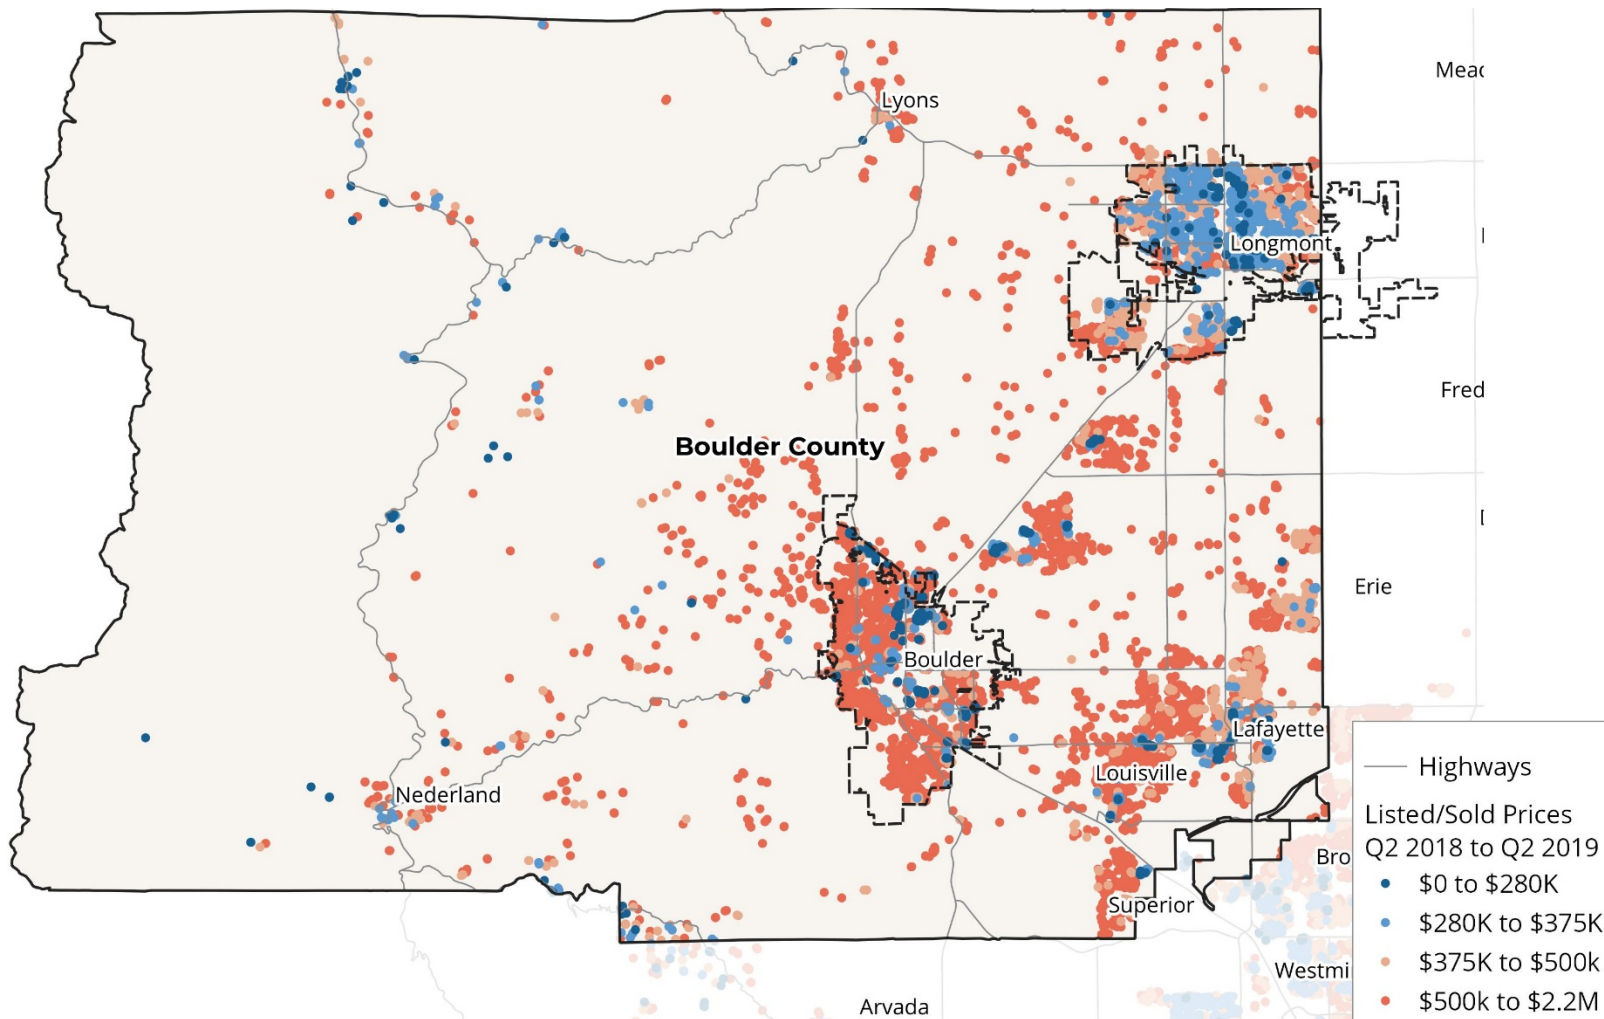 Meac
Lyons
Longmont
Fred
Boulder County
Erie
Boulder
Lafayette
Louisville
Nederland
Superior
Bro
Westmi
Arvada
Highways
Listed/Sold Prices
Q2 2018 to Q2 2019
$0 to $280K
$280K to $375K
$375K to $500k
$500k to $2.2M